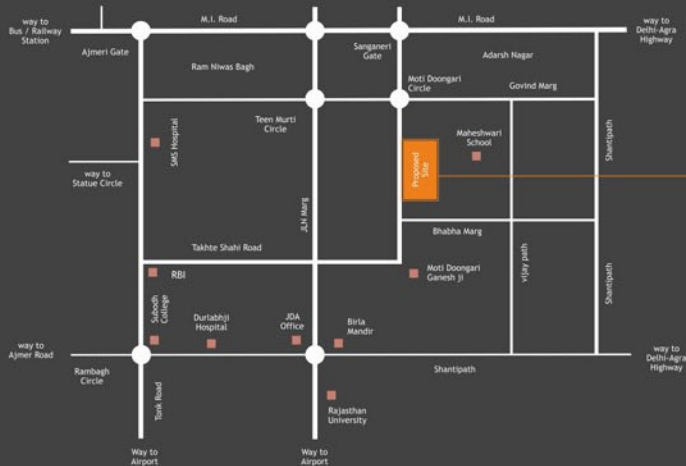 way to
Bus / Railway
Station
M.I. Road
M.I. Road
way to
Delhi-Agra
Highway
Ajmeri Gate
Sanganeri
Gate
Ram Niwas Bagh
Adarsh Nagar
Moti Doongari
Circle
Govind Marg
Teen Murti
Circle
SMS Hospital
Maheshwari
School
Shantipath
Proposed
Site
way to
Statue Circle
JLN Marg
Bhabha Marg
Takhte Shahi Road
RBI
Moti Doongari
Ganesh ji
vijay path
Shantipath
Subodh
College
Durlabhji
Hospital
JDA
Office
Birla
Mandir
way to
Ajmer Road
way to
Delhi-Agra
Highway
Rambagh
Circle
Shantipath
Tonk Road
Rajasthan
University
Way to
Airport
Way to
Airport